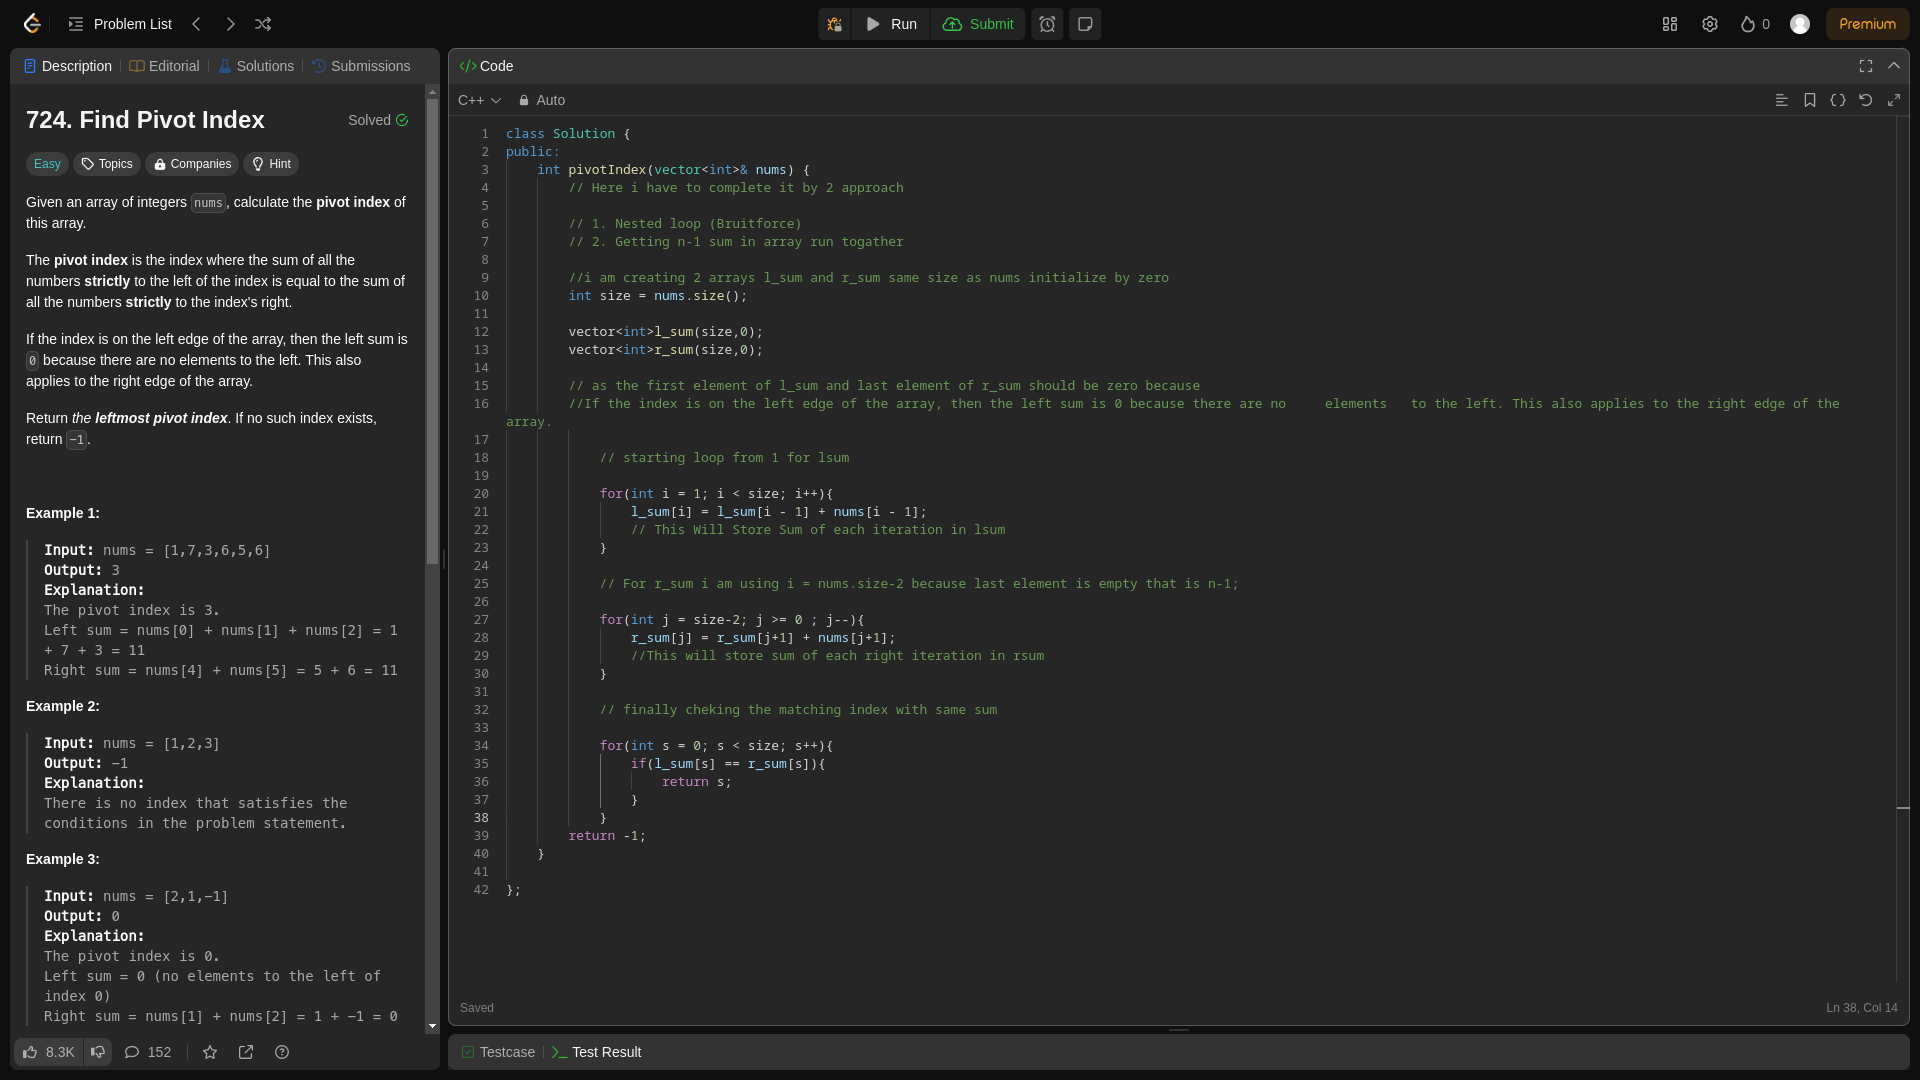 Problem List
Run
Submit
0
Premium
Description
Editorial
Solutions
Submissions
724. Find Pivot Index
Solved
Easy
Topics
Companies
Hint
Given an array of integers nums, calculate the pivot index of
this array.
The pivot index is the index where the sum of all the
numbers strictly to the left of the index is equal to the sum of
all the numbers strictly to the index's right.
If the index is on the left edge of the array, then the left sum is
0 because there are no elements to the left. This also
applies to the right edge of the array.
Return the leftmost pivot index. If no such index exists,
return -1.
Example 1:
Input: nums = [1,7,3,6,5,6]
Output: 3
Explanation:
The pivot index is 3.
Left sum = nums[0] + nums[1] + nums[2] = 1
+ 7 + 3 = 11
Right sum = nums[4] + nums[5] = 5 + 6 = 11
Example 2:
Input: nums = [1,2,3]
Output: -1
Explanation:
There is no index that satisfies the
conditions in the problem statement.
Example 3:
Input: nums = [2,1,-1]
Output: 0
Explanation:
The pivot index is 0.
Left sum = 0 (no elements to the left of
index 0)
Right sum = nums[1] + nums[2] = 1 + -1 = 0
8.3K
152
Code
C++
Auto
1 class Solution {
2 public:
3     int pivotIndex(vector<int>& nums) {
4         // Here i have to complete it by 2 approach
5
6         // 1. Nested loop (Bruitforce)
7         // 2. Getting n-1 sum in array run togather
8
9         //i am creating 2 arrays l_sum and r_sum same size as nums initialize by zero
10         int size = nums.size();
11
12         vector<int>l_sum(size,0);
13         vector<int>r_sum(size,0);
14
15         // as the first element of l_sum and last element of r_sum should be zero because
16         //If the index is on the left edge of the array, then the left sum is 0 because there are no     elements   to the left. This also applies to the right edge of the
array.
17
18             // starting loop from 1 for lsum
19
20             for(int i = 1; i < size; i++){
21                 l_sum[i] = l_sum[i - 1] + nums[i - 1];
22                 // This Will Store Sum of each iteration in lsum
23             }
24
25             // For r_sum i am using i = nums.size-2 because last element is empty that is n-1;
26
27             for(int j = size-2; j >= 0 ; j--){
28                 r_sum[j] = r_sum[j+1] + nums[j+1];
29                 //This will store sum of each right iteration in rsum
30             }
31
32             // finally cheking the matching index with same sum
33
34             for(int s = 0; s < size; s++){
35                 if(l_sum[s] == r_sum[s]){
36                     return s;
37                 }
38             }
39         return -1;
40     }
41
42 };
Saved
Ln 38, Col 14
Testcase
Test Result